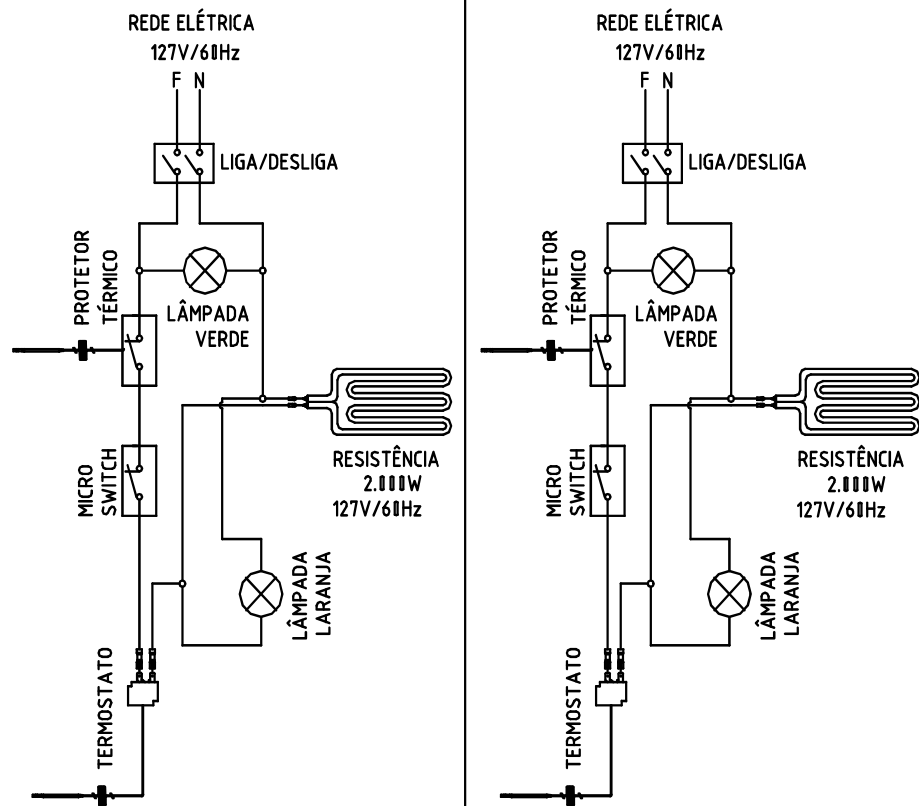 REDE ELÉTRICA
127V/60Hz
F N
LIGA/DESLIGA
PROTETOR
TÉRMICO
LÂMPADA
VERDE
MICRO
SWITCH
RESISTÊNCIA
2.000W
127V/60Hz
LÂMPADA
LARANJA
TERMOSTATO
REDE ELÉTRICA
127V/60Hz
F N
LIGA/DESLIGA
PROTETOR
TÉRMICO
LÂMPADA
VERDE
MICRO
SWITCH
RESISTÊNCIA
2.000W
127V/60Hz
LÂMPADA
LARANJA
TERMOSTATO